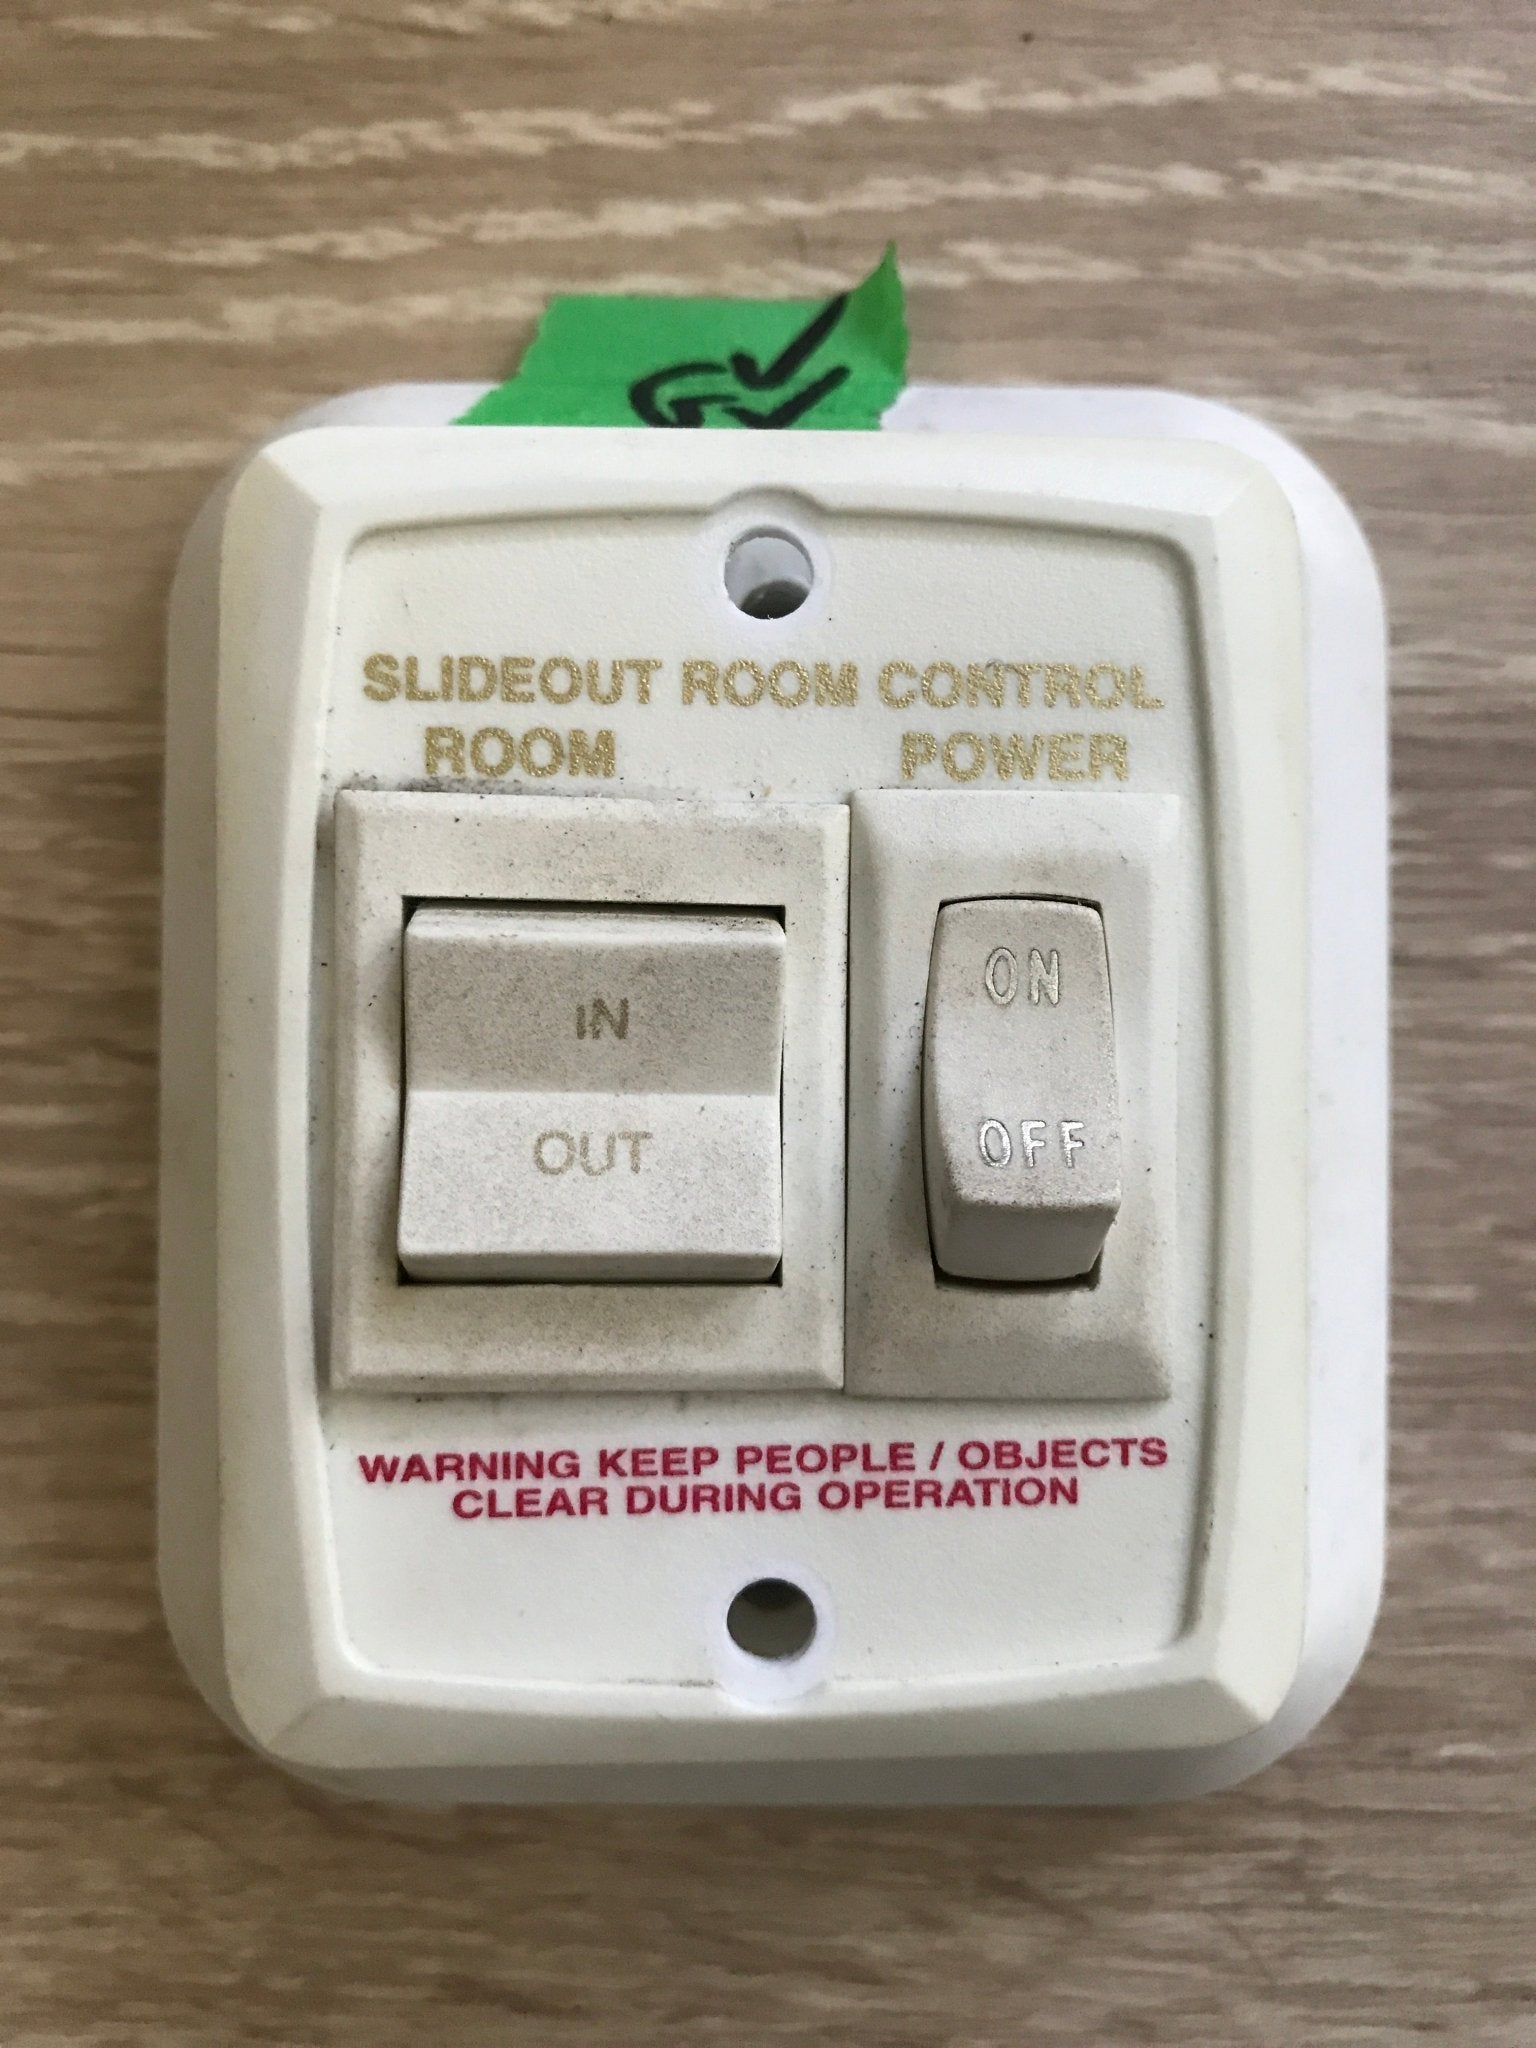 SLIDEOUT ROOM CONTROL
ROOM POWER
IN
OUT
ON
OFF
WARNING KEEP PEOPLE / OBJECTS
CLEAR DURING OPERATION